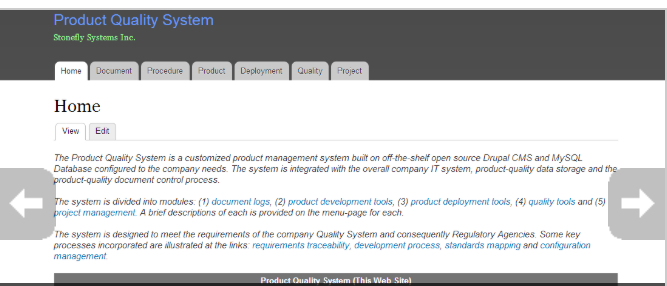 Product Quality System
Stonefly Systems Inc.
Home Document Procedure Product Deployment Quality Project
Home
View Edit
The Product Quality System is a customized product management system built on off-the-shelf open source Drupal CMS and MySQL
Database configured to the company needs. The system is integrated with the overall company IT system, product-quality data storage and the
product-quality document control process.
The system is divided into modules: (1) document logs, (2) product development tools, (3) product deployment tools, (4) quality tools and (5)
project management. A brief descriptions of each is provided on the menu-page for each.
The system is designed to meet the requirements of the company Quality System and consequently Regulatory Agencies. Some key
processes incorporated are illustrated at the links: requirements traceability, development process, standards mapping and configuration
management.
Product Quality System (This Web Site)